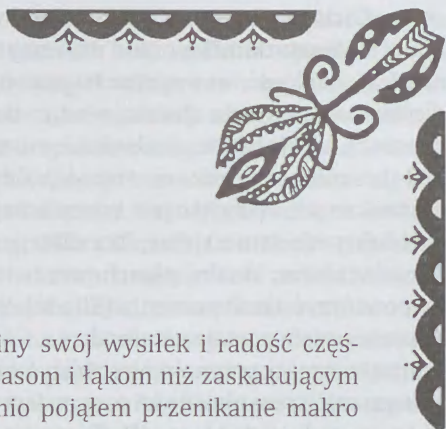 iny swój wysiłek i radość częś-
asom i łąkom niż zaskakującym
nio pojąłem przenikanie makro